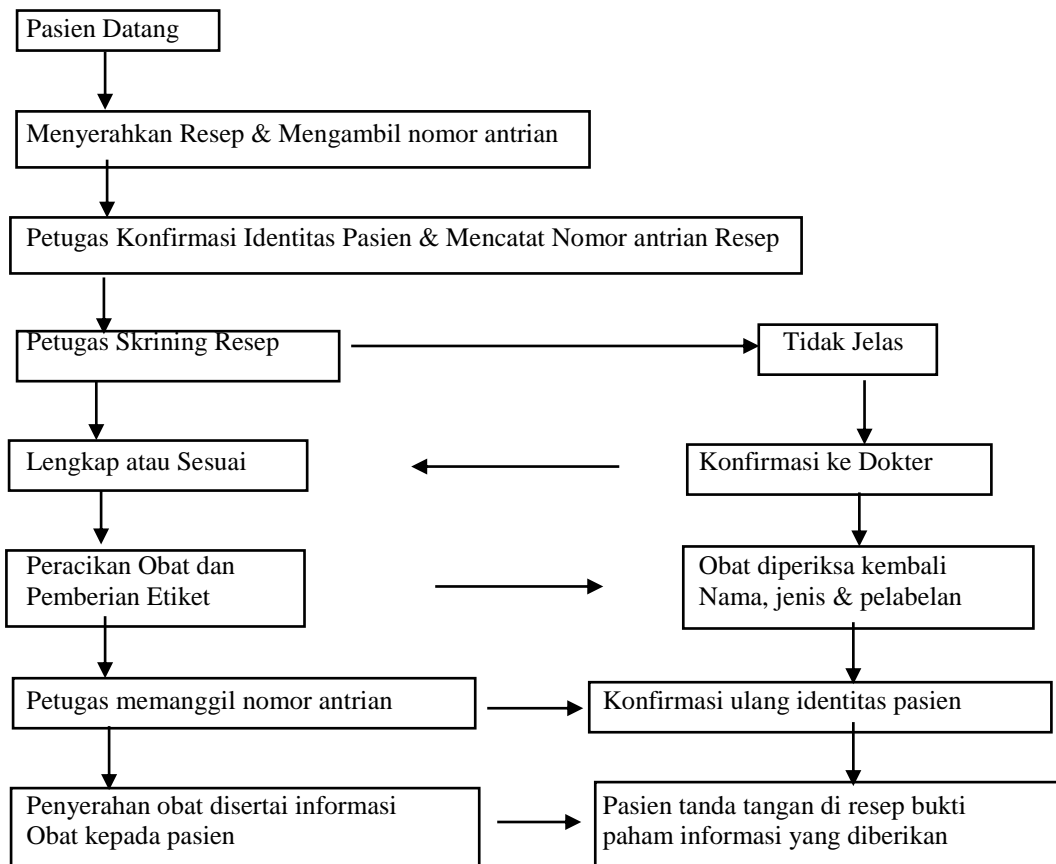 Pasien Datang
Menyerahkan Resep & Mengambil nomor antrian
Petugas Konfirmasi Identitas Pasien & Mencatat Nomor antrian Resep
Petugas Skrining Resep
Tidak Jelas
Lengkap atau Sesuai
Konfirmasi ke Dokter
Peracikan Obat dan
Pemberian Etiket
Obat diperiksa kembali
Nama, jenis & pelabelan
Petugas memanggil nomor antrian
Konfirmasi ulang identitas pasien
Penyerahan obat disertai informasi
Obat kepada pasien
Pasien tanda tangan di resep bukti
paham informasi yang diberikan